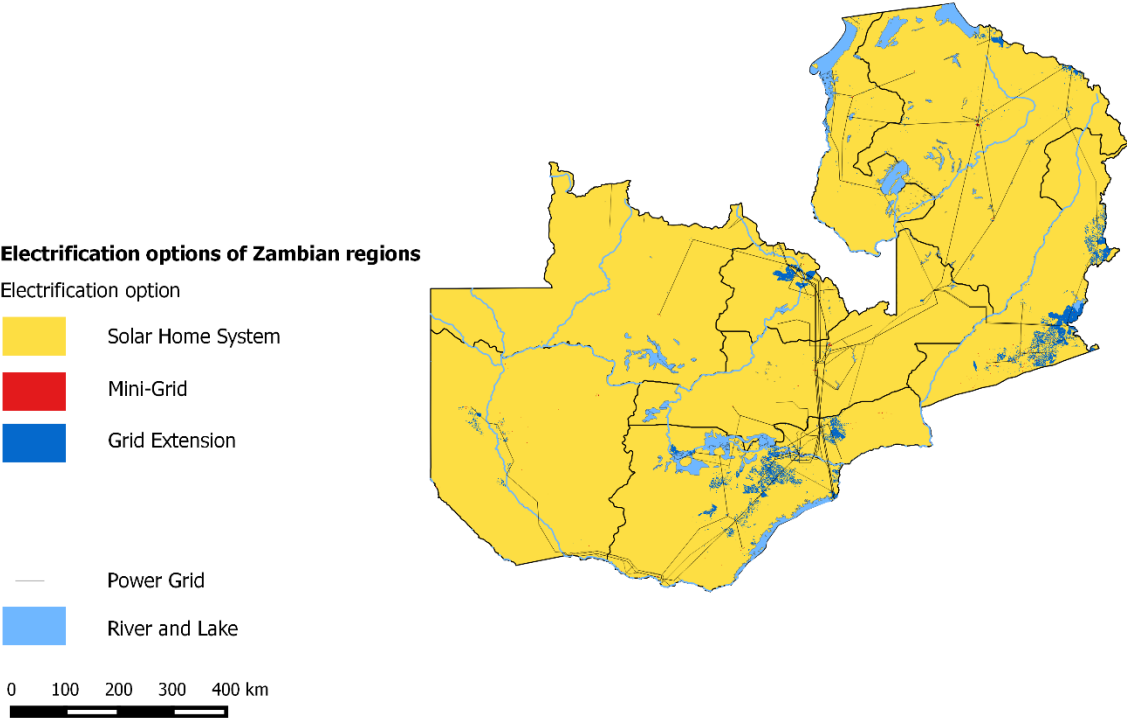 Electrification options of Zambian regions
Electrification option
Solar Home System
Mini-Grid
Grid Extension
Power Grid
River and Lake
0 100 200 300 400 km